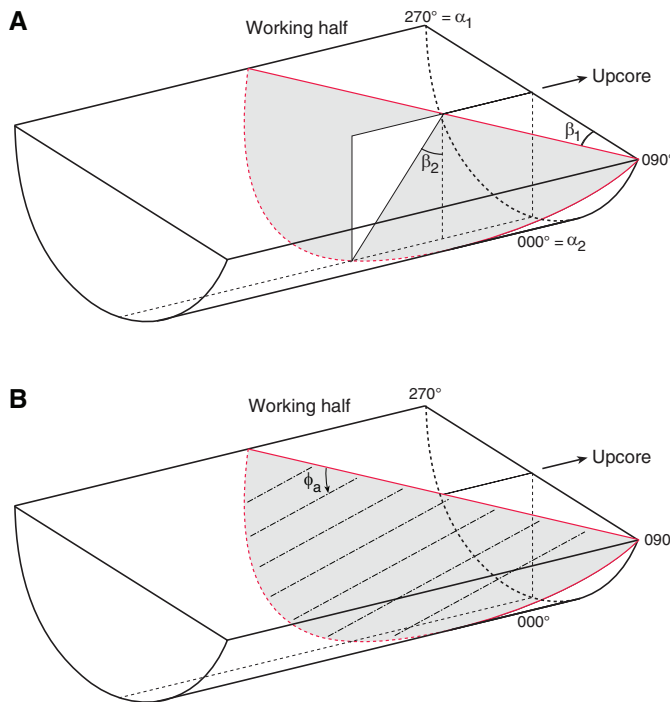 A
Working half
270° = α1
Upcore
β1
090°
β2
000° = α2
B
Working half
270°
Upcore
ϕa
090
000°